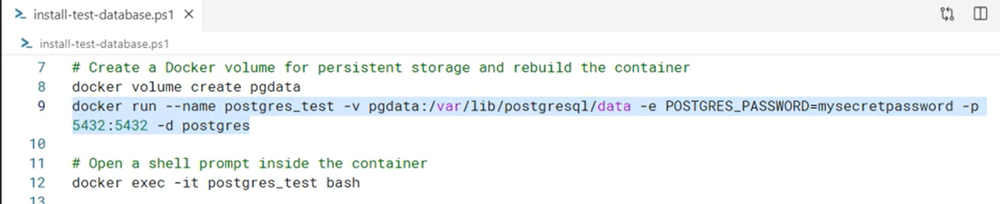 install-test-database.ps1
install-test-database.ps1
7 # Create a Docker volume for persistent storage and rebuild the container
8 docker volume create pgdata
9 docker run --name postgres_test -v pgdata:/var/lib/postgresql/data -e POSTGRES_PASSWORD=mysecretpassword -p
5432:5432 -d postgres
10
11 # Open a shell prompt inside the container
12 docker exec -it postgres_test bash
13